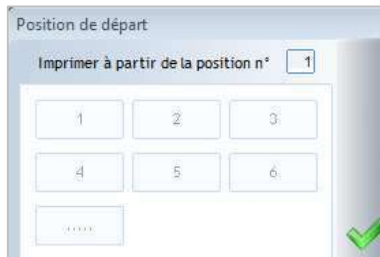 Position de départ
Imprimer à partir de la position n° 1
1 2 3
4 5 6
.....